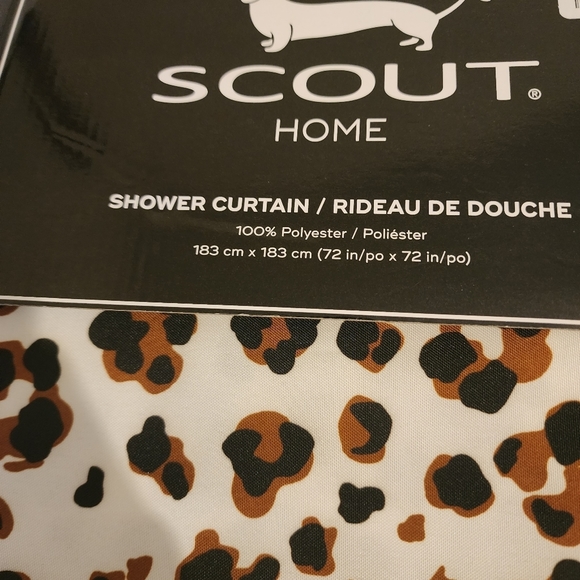 SCOUT®
HOME
SHOWER CURTAIN / RIDEAU DE DOUCHE
100% Polyester / Poliéster
183 cm x 183 cm (72 in/po x 72 in/po)